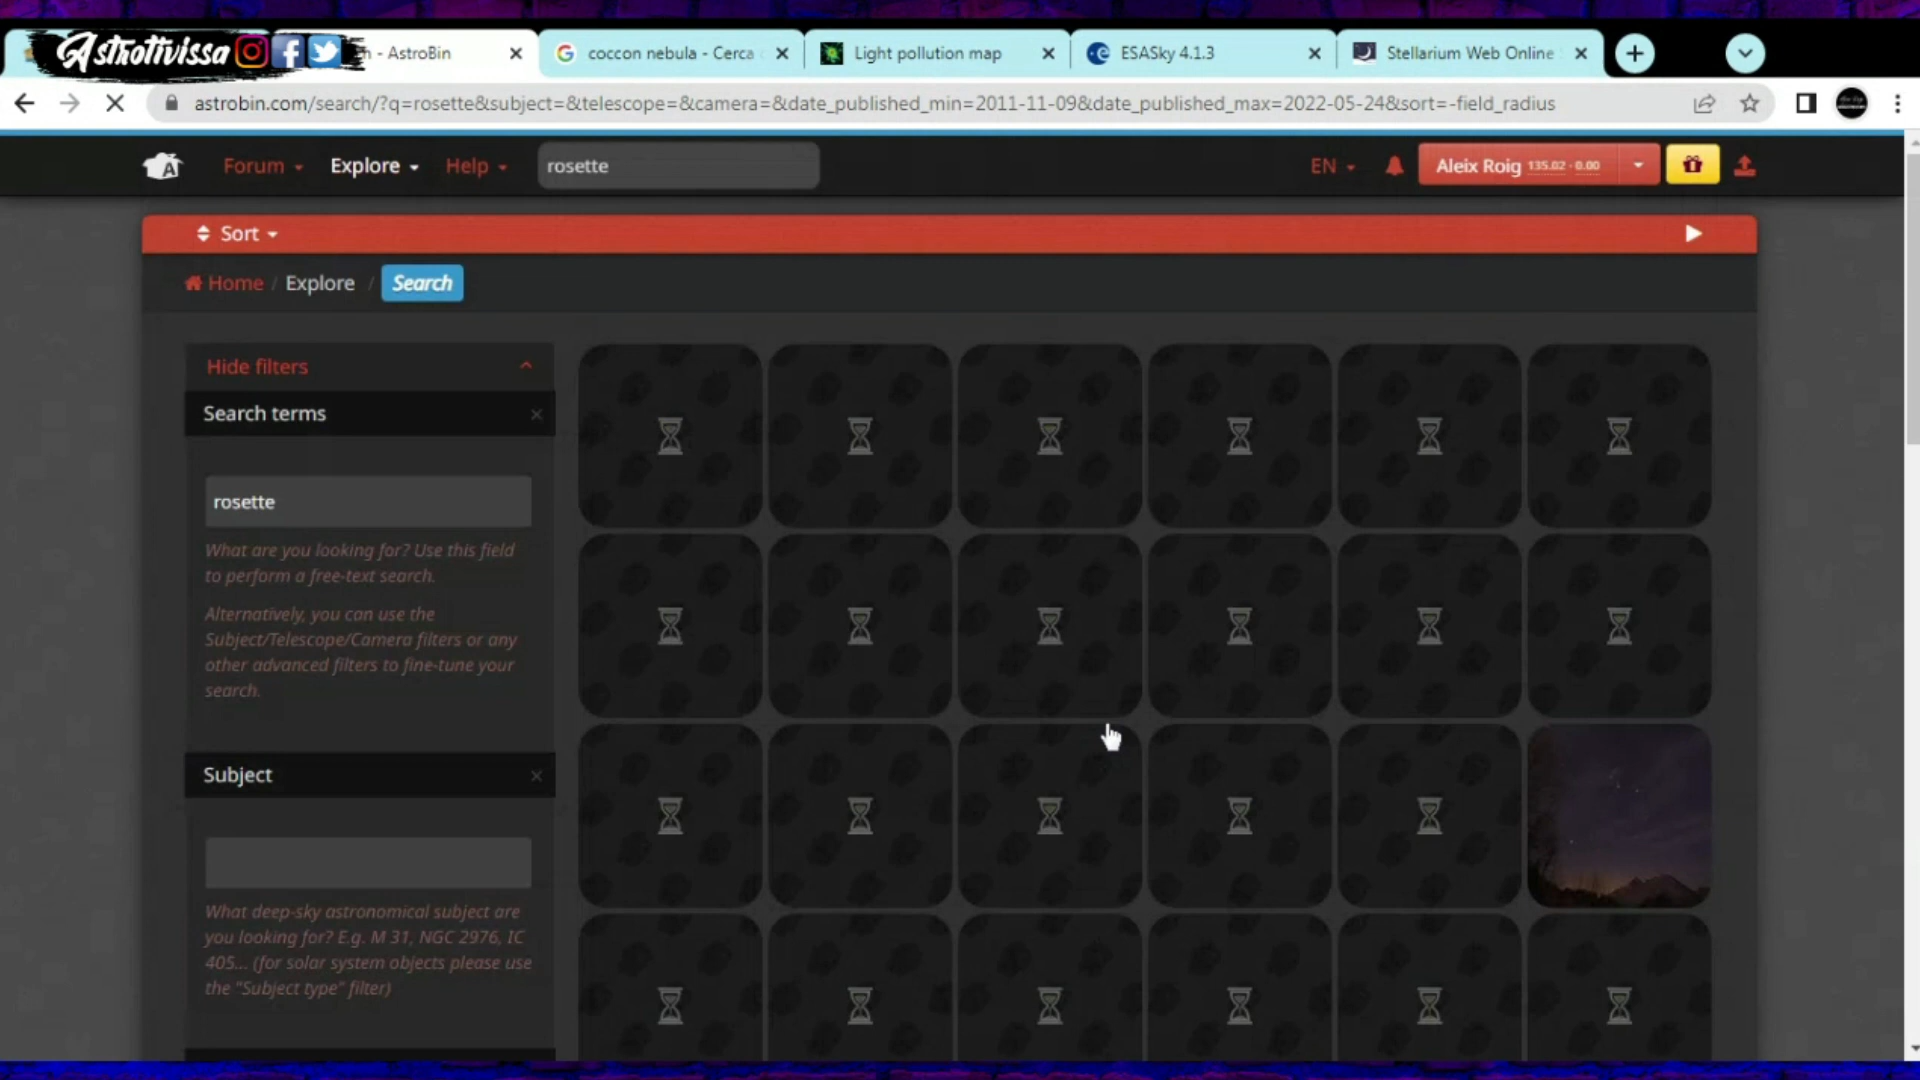 Astrotivissa
h - AstroBin
coccon nebula - Cerca
Light pollution map
ESASky 4.1.3
Stellarium Web Online
astrobin.com/search/?q=rosette&subject=&telescope=&camera=&date_published_min=2011-11-09&date_published_max=2022-05-24&sort=-field_radius
Forum
Explore
Help
rosette
EN
Aleix Roig 135.02 · 0.00
Sort
Home / Explore / Search
Hide filters
Search terms
rosette
What are you looking for? Use this field
to perform a free-text search.
Alternatively, you can use the
Subject/Telescope/Camera filters or any
other advanced filters to fine-tune your
search.
Subject
What deep-sky astronomical subject are
you looking for? E.g. M 31, NGC 2976, IC
405... (for solar system objects please use
the "Subject type" filter)